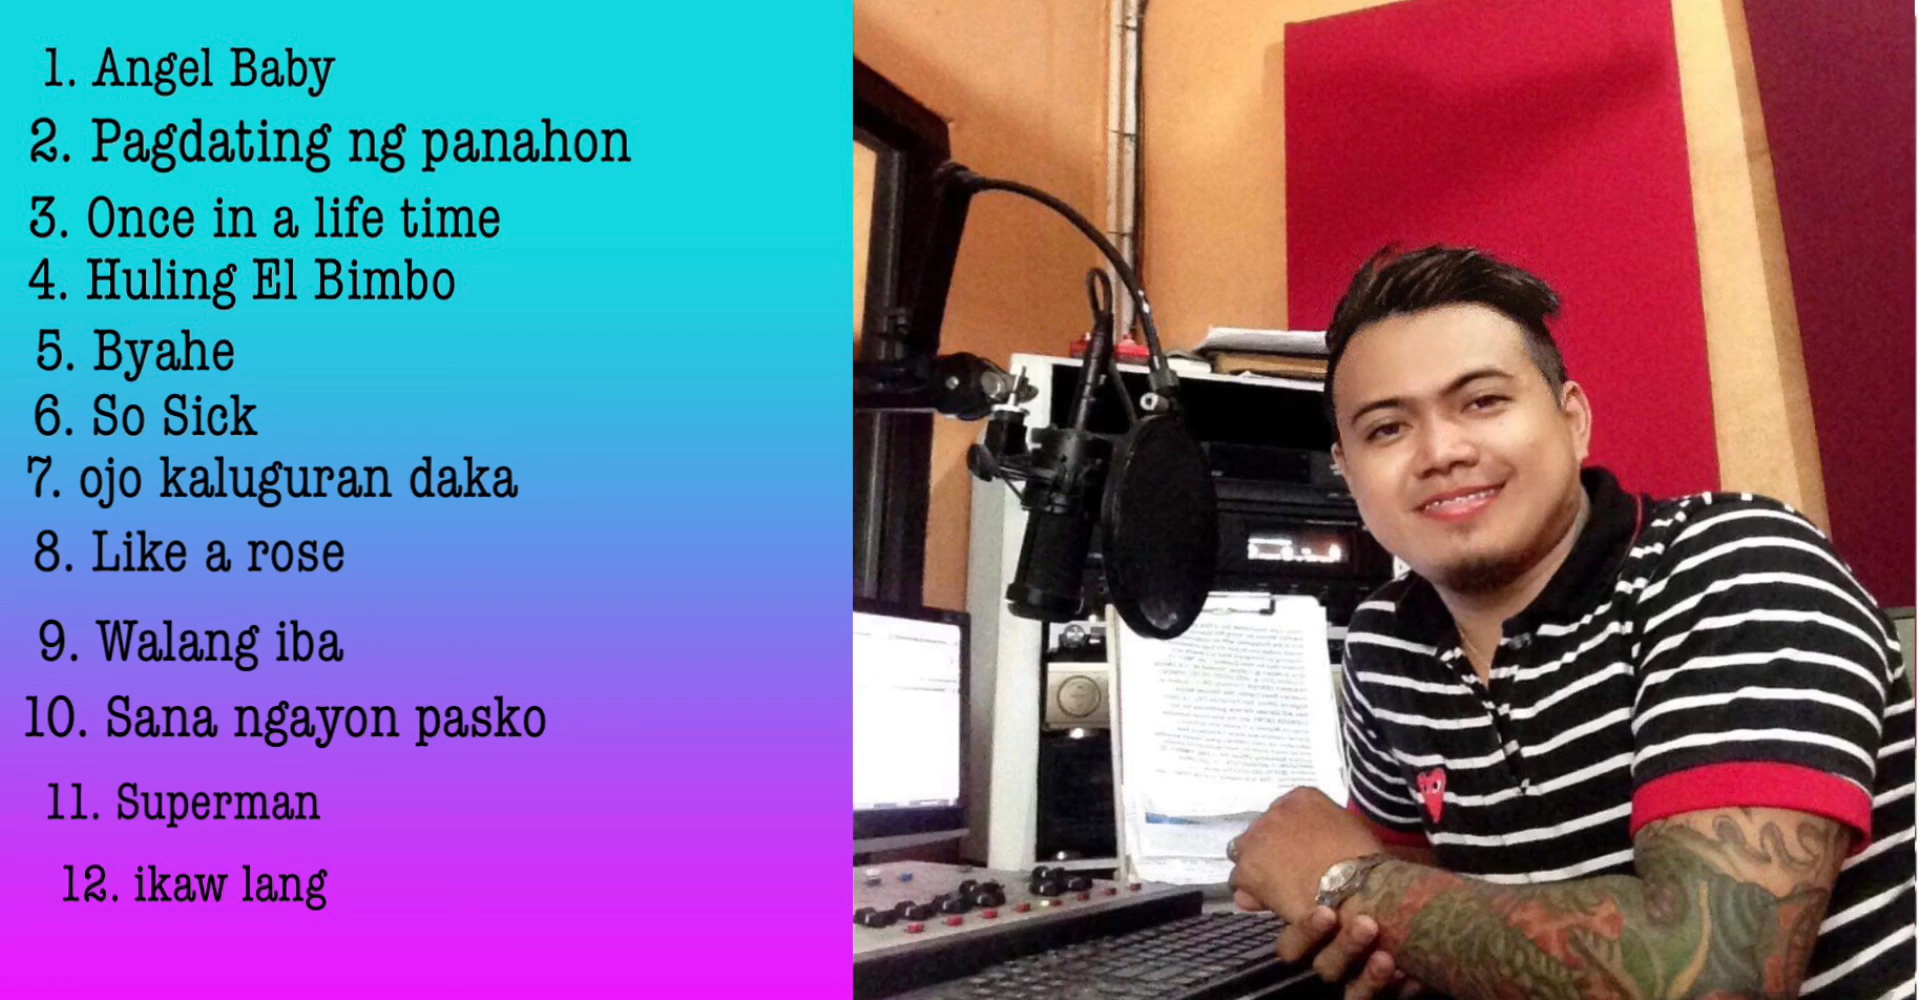 1. Angel Baby
2. Pagdating ng panahon
3. Once in a life time
4. Huling El Bimbo
5. Byahe
6. So Sick
7. ojo kaluguran daka
8. Like a rose
9. Walang iba
10. Sana ngayon pasko
11. Superman
12. ikaw lang